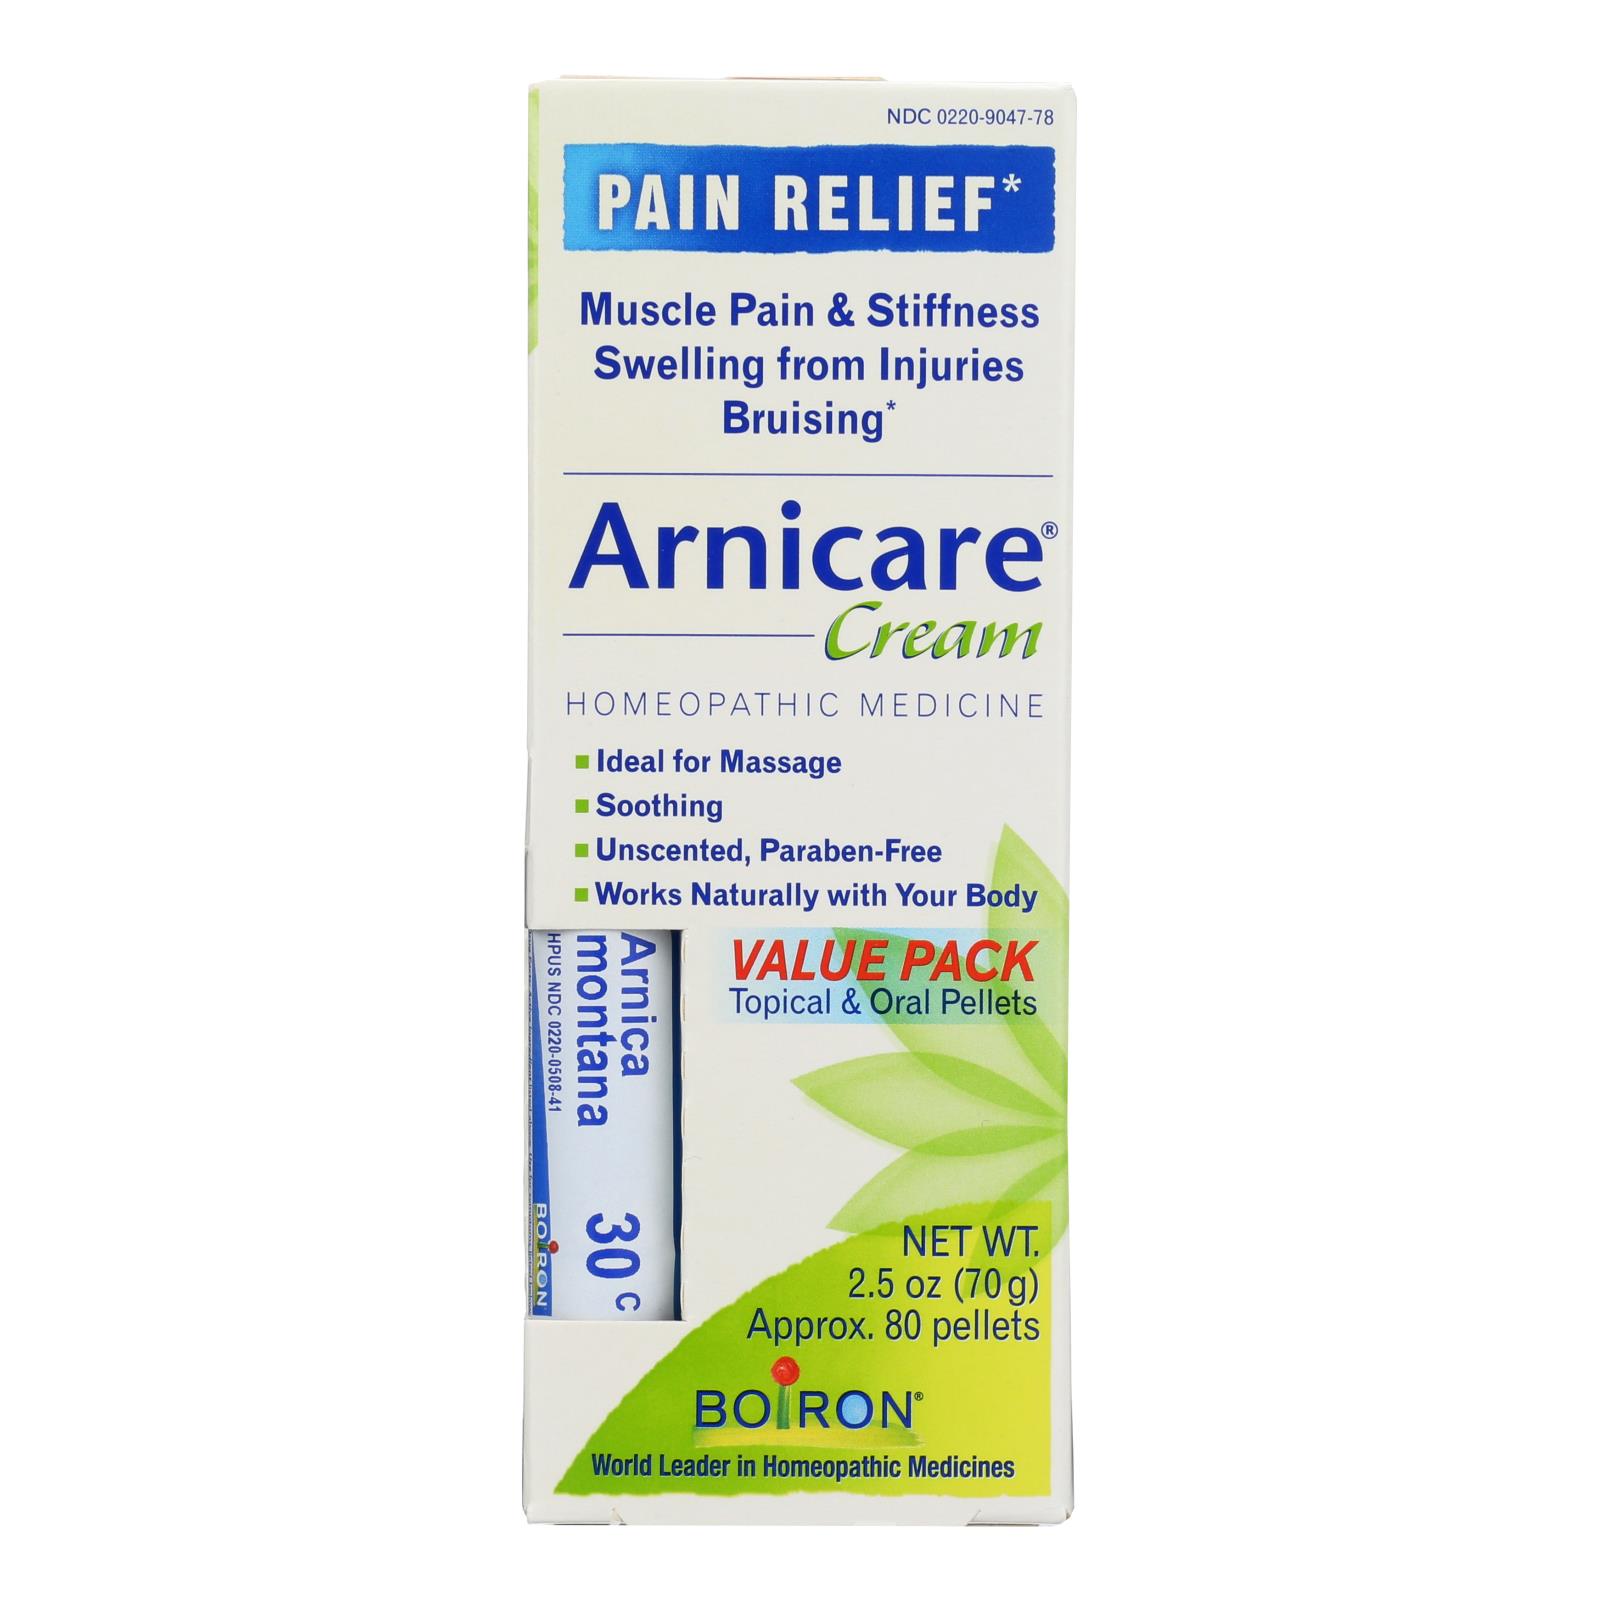 NDC 0220-9047-78
PAIN RELIEF*
Muscle Pain & Stiffness
Swelling from Injuries
Bruising*
Arnicare®
Cream
HOMEOPATHIC MEDICINE
Ideal for Massage
Soothing
Unscented, Paraben-Free
Works Naturally with Your Body
VALUE PACK
Topical & Oral Pellets
Arnica
montana
30 C
HPUS NDC 0220-0508-41
BOIRON
NET WT.
2.5 oz (70 g)
Approx. 80 pellets
BOIRON®
World Leader in Homeopathic Medicines